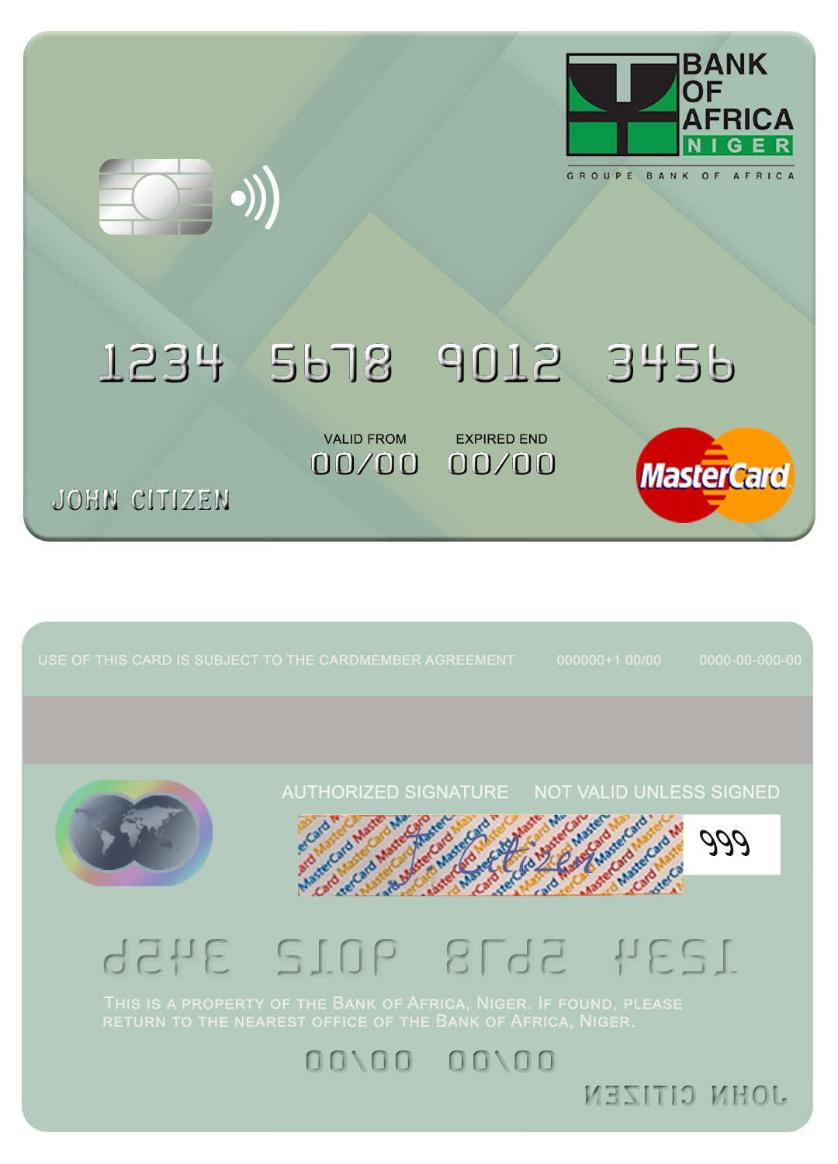 BANK
OF
AFRICA
NIGER
GROUPE BANK OF AFRICA
1234 5678 9012 3456
VALID FROM EXPIRED END
00/00 00/00
JOHN CITIZEN
MasterCard
USE OF THIS CARD IS SUBJECT TO THE CARDMEMBER AGREEMENT 000000+1 00/00 0000-00-000-00
AUTHORIZED SIGNATURE NOT VALID UNLESS SIGNED
MasterCard MasterCard MasterCard
J. Citizen
999
1234 5678 9012 3456
THIS IS A PROPERTY OF THE BANK OF AFRICA, NIGER. IF FOUND, PLEASE
RETURN TO THE NEAREST OFFICE OF THE BANK OF AFRICA, NIGER.
00/00 00/00
JOHN CITIZEN